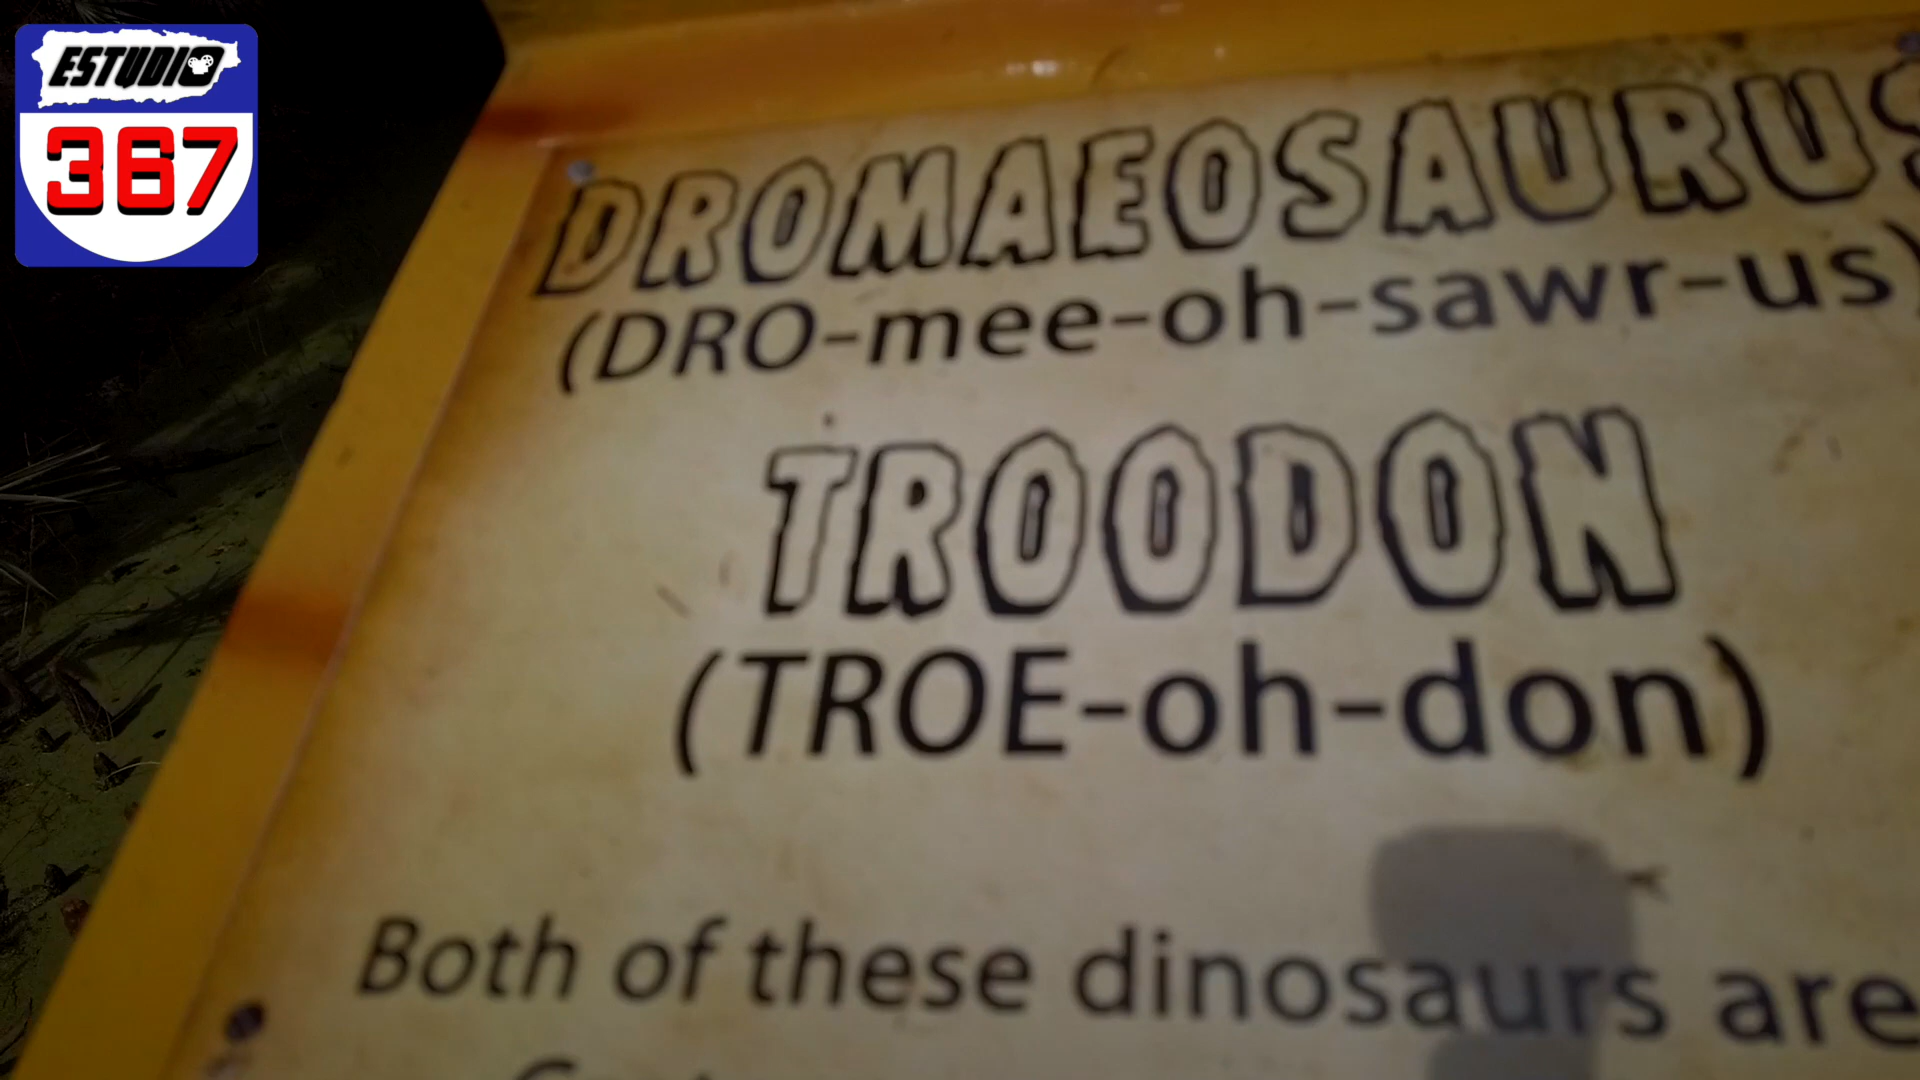 ESTUDIO
367
DROMAEOSAURUS
(DRO-mee-oh-sawr-us)
TROODON
(TROE-oh-don)
Both of these dinosaurs are